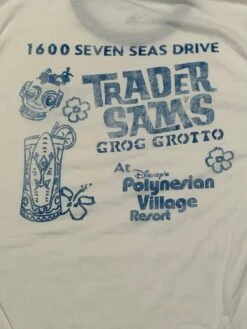 1600 SEVEN SEAS DRIVE
TRADER
SAM'S
GROG GROTTO
At Disney's
Polynesian
Village
Resort